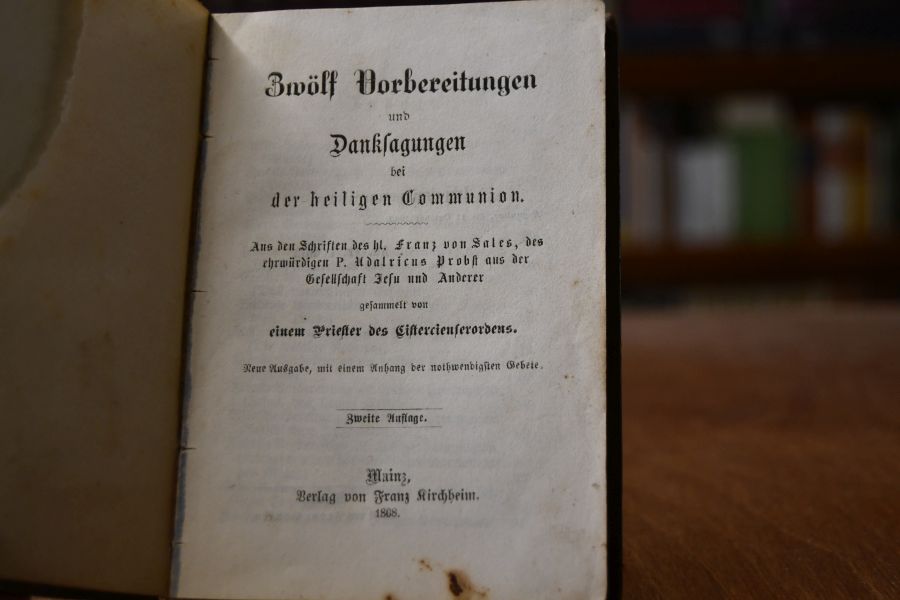 Zwölf Vorbereitungen
und
Dankſagungen
bei
der heiligen Communion.
Aus den Schriften des hl. Franz von Sales, des
ehrwürdigen P. Udalricus Probſt aus der
Geſellſchaft Jeſu und Anderer
geſammelt von
einem Prieſter des Ciſtercienſerordens.
Neue Ausgabe, mit einem Anhang der nothwendigſten Gebete.
Zweite Auflage.
Mainz,
Verlag von Franz Kirchheim.
1868.